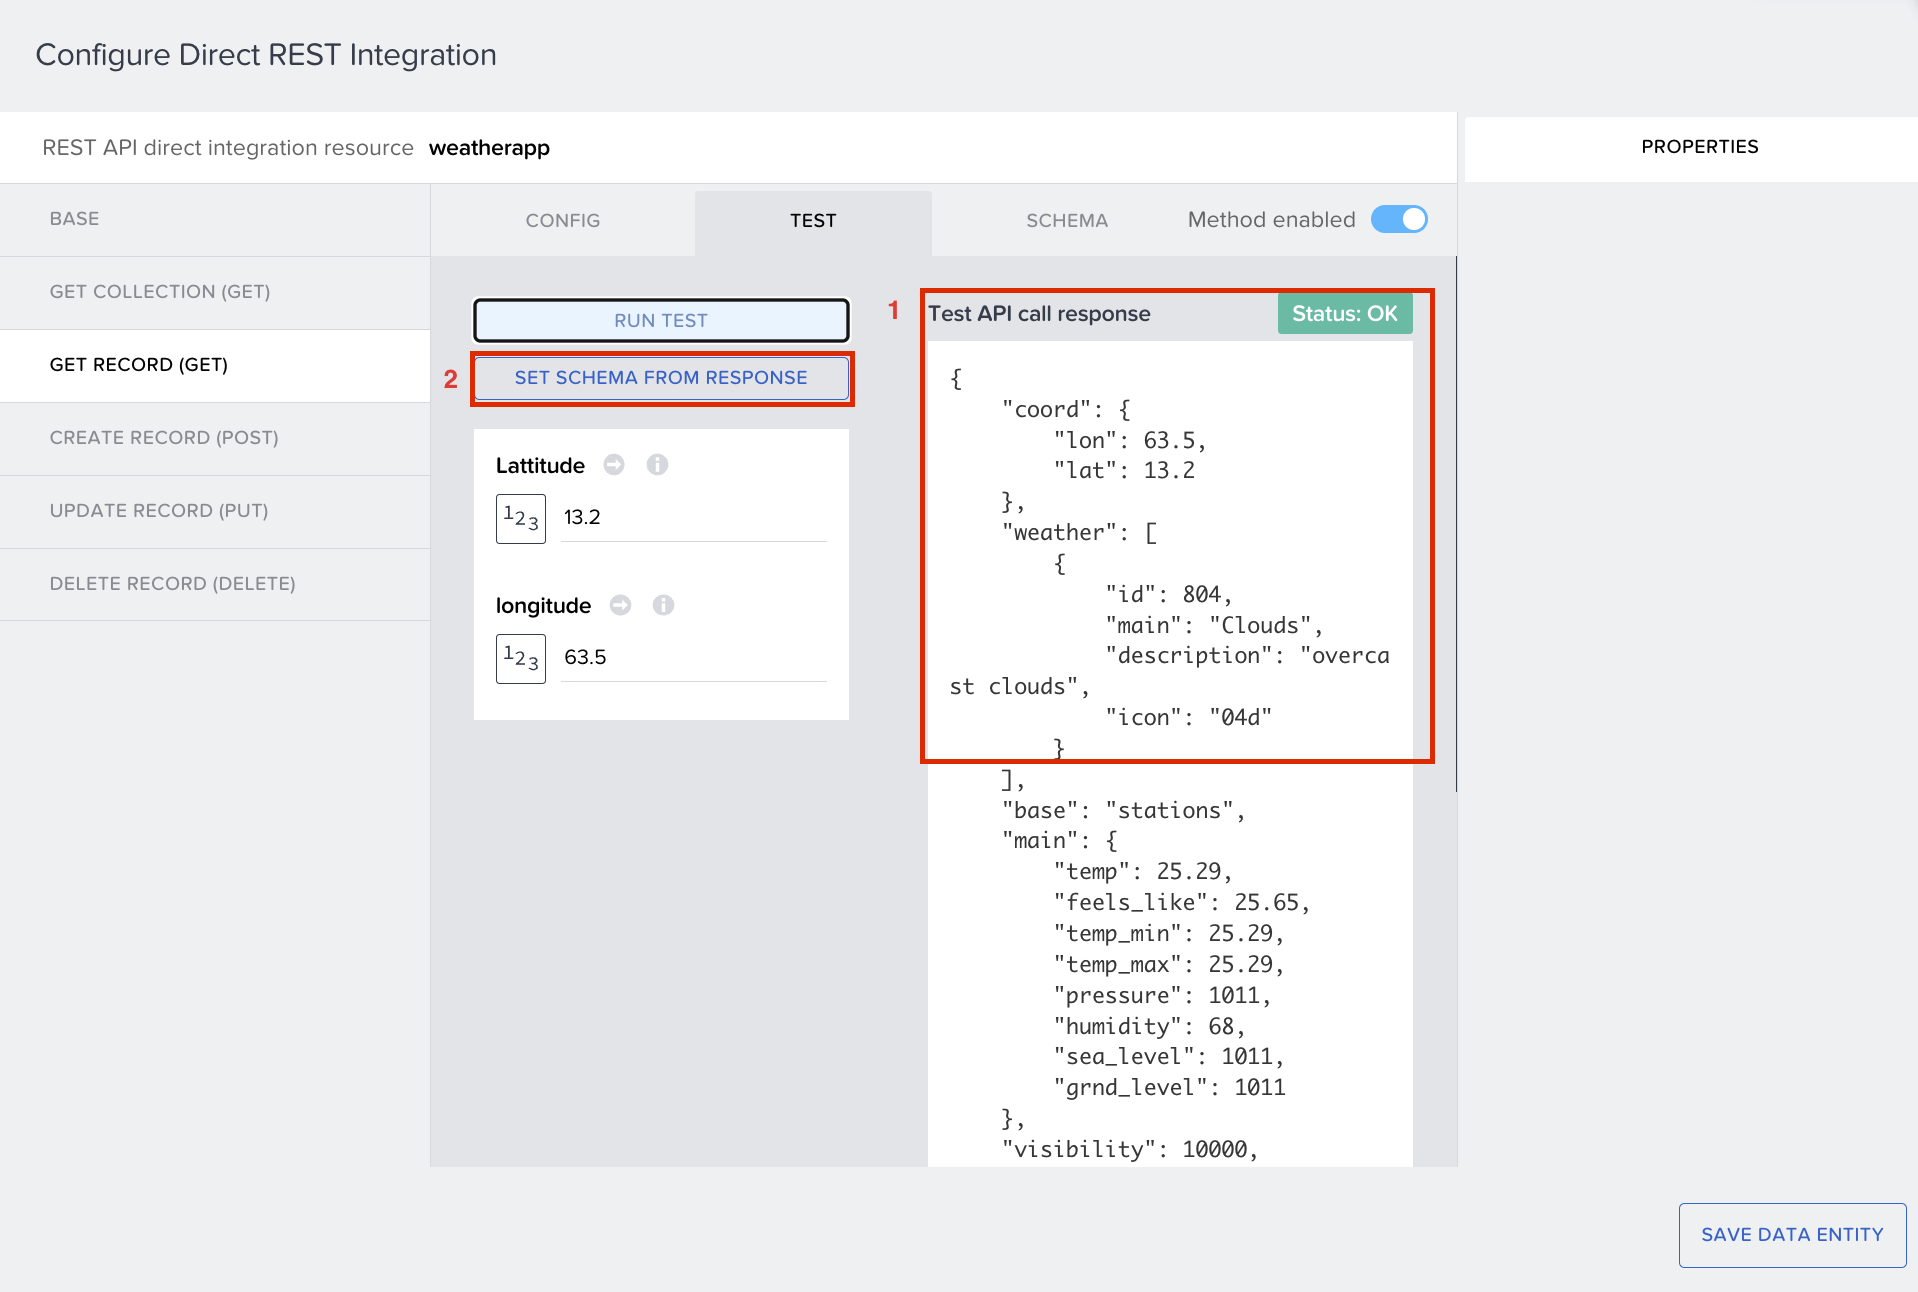 Configure Direct REST Integration
REST API direct integration resource weatherapp
PROPERTIES
BASE
GET COLLECTION (GET)
GET RECORD (GET)
CREATE RECORD (POST)
UPDATE RECORD (PUT)
DELETE RECORD (DELETE)
CONFIG
TEST
SCHEMA
Method enabled
RUN TEST
2
SET SCHEMA FROM RESPONSE
Lattitude
123
13.2
longitude
123
63.5
1
Test API call response
Status: OK
{
    "coord": {
        "lon": 63.5,
        "lat": 13.2
    },
    "weather": [
        {
            "id": 804,
            "main": "Clouds",
            "description": "overca
st clouds",
            "icon": "04d"
        }
    ],
    "base": "stations",
    "main": {
        "temp": 25.29,
        "feels_like": 25.65,
        "temp_min": 25.29,
        "temp_max": 25.29,
        "pressure": 1011,
        "humidity": 68,
        "sea_level": 1011,
        "grnd_level": 1011
    },
    "visibility": 10000,
SAVE DATA ENTITY